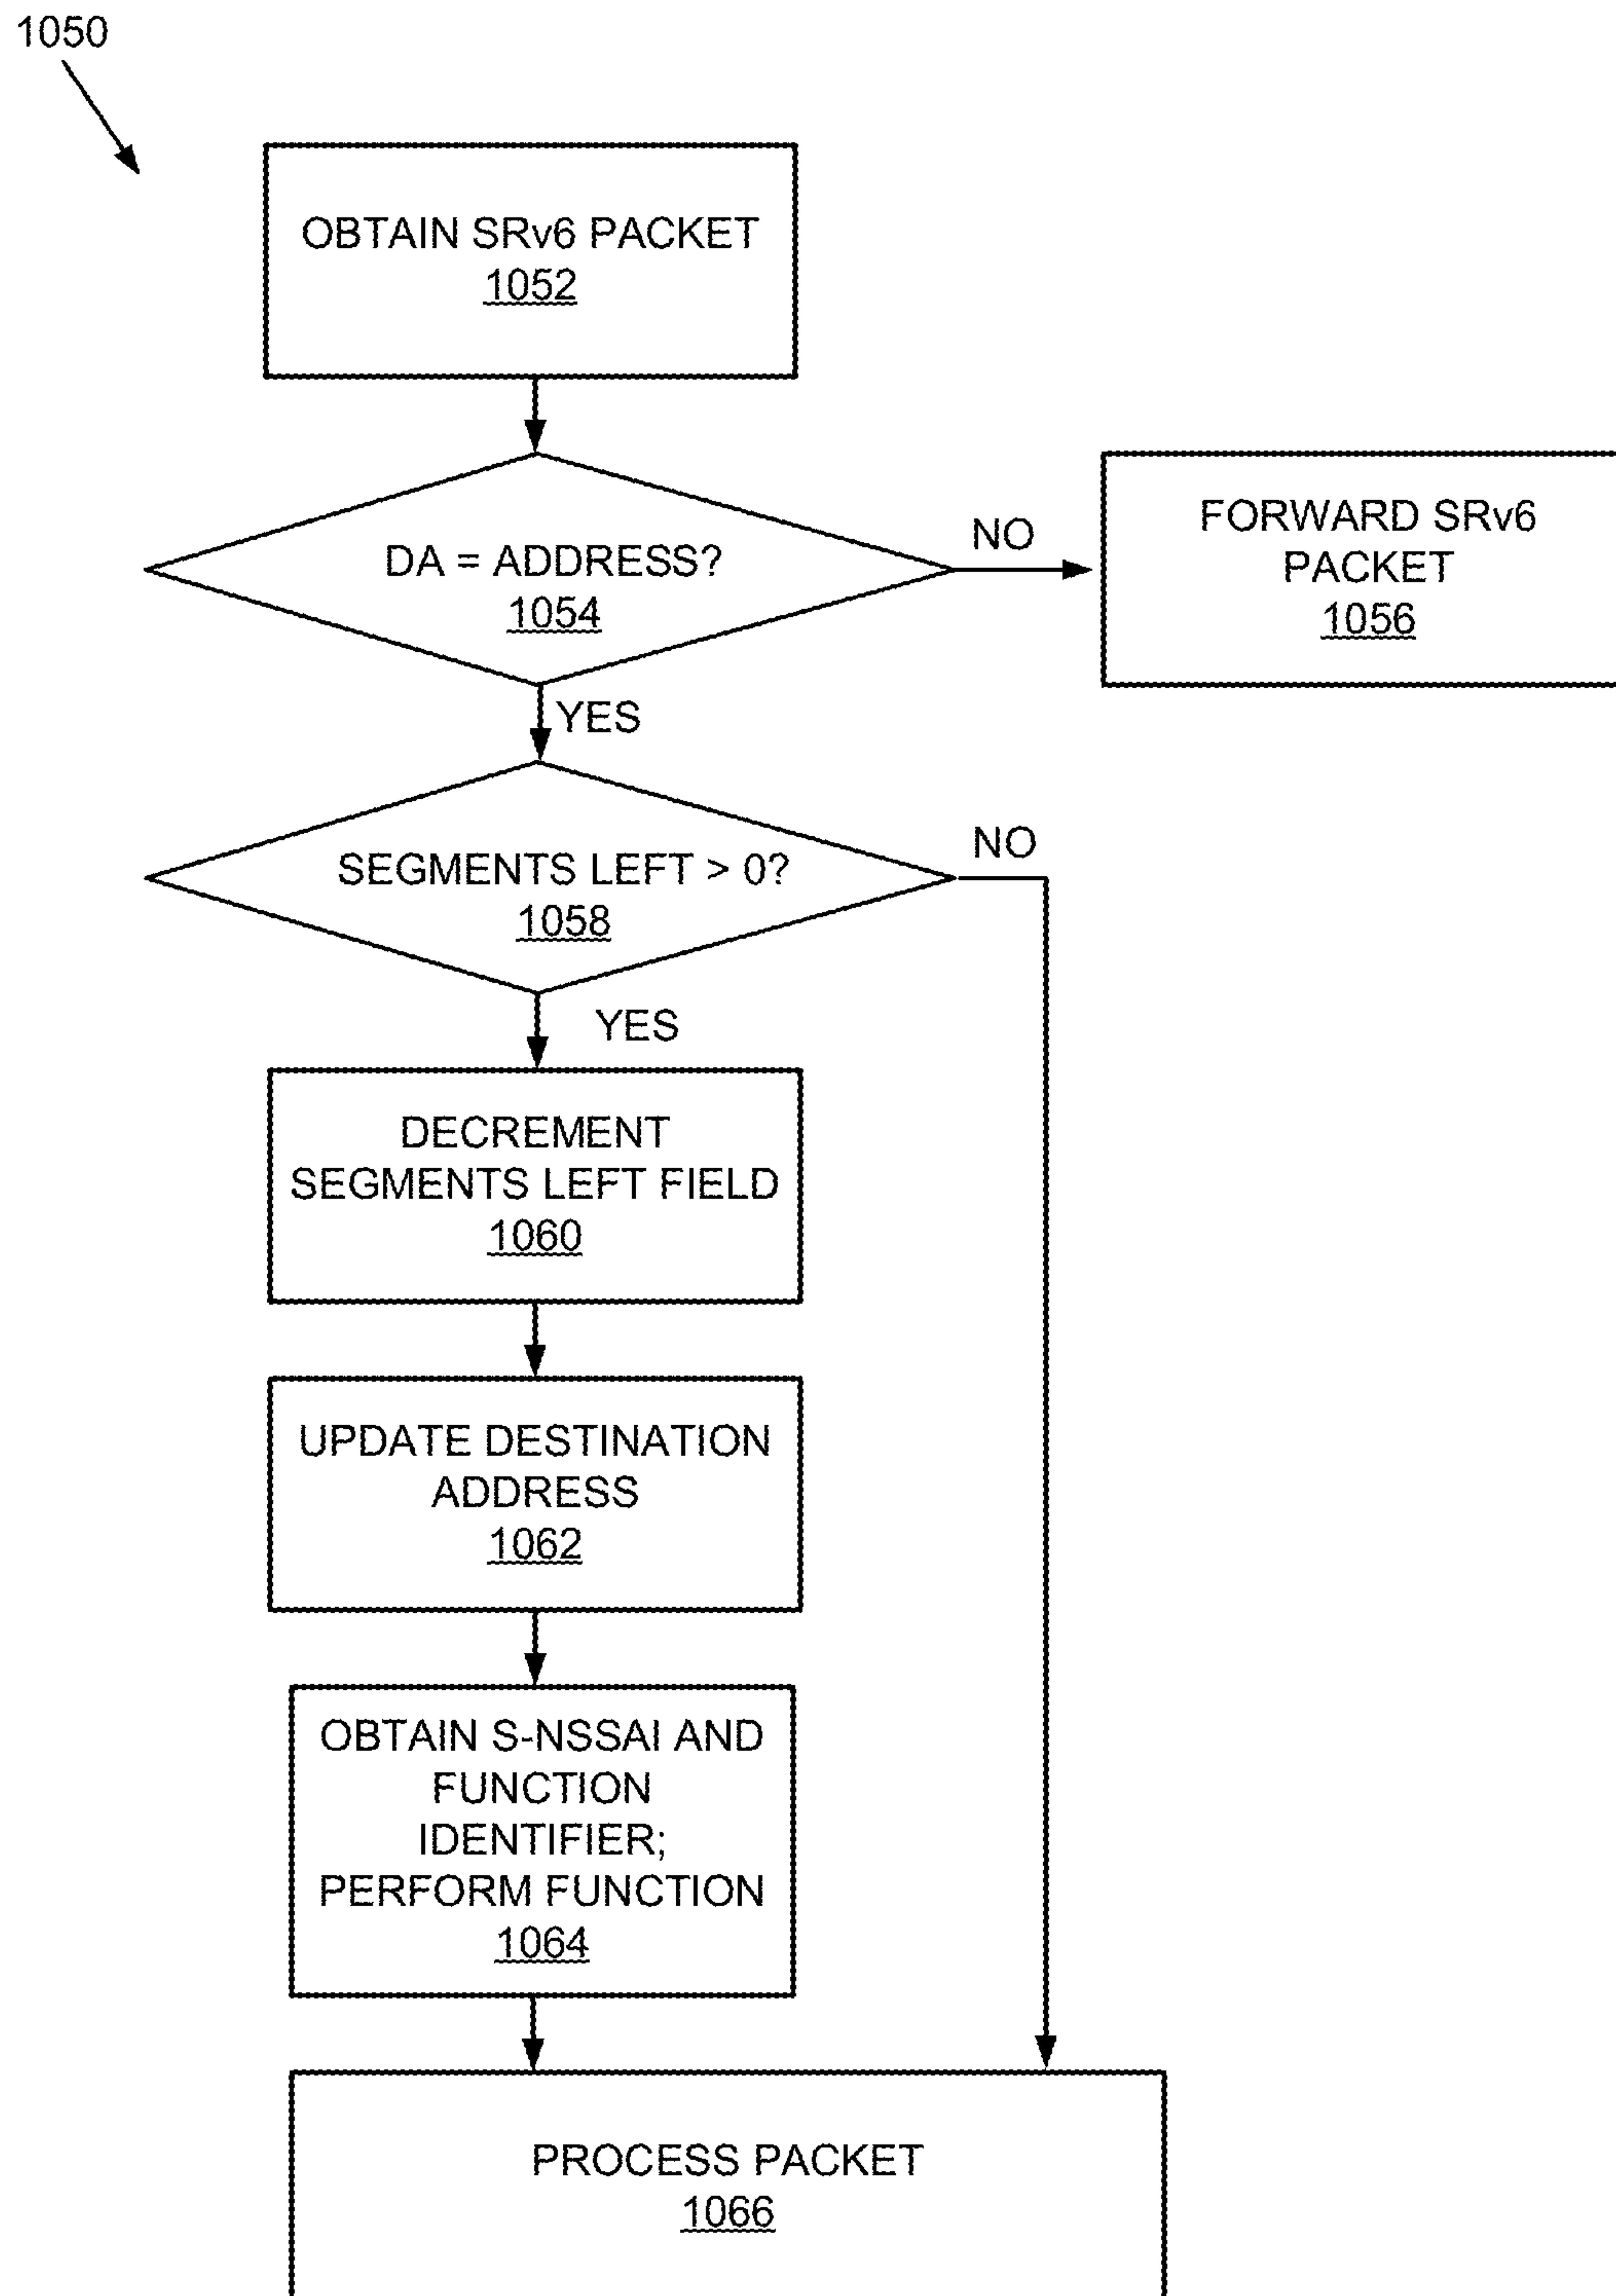 1050
OBTAIN SRv6 PACKET
1052
DA = ADDRESS?
1054
NO
FORWARD SRv6
PACKET
1056
YES
SEGMENTS LEFT > 0?
1058
NO
YES
DECREMENT
SEGMENTS LEFT FIELD
1060
UPDATE DESTINATION
ADDRESS
1062
OBTAIN S-NSSAI AND
FUNCTION
IDENTIFIER;
PERFORM FUNCTION
1064
PROCESS PACKET
1066